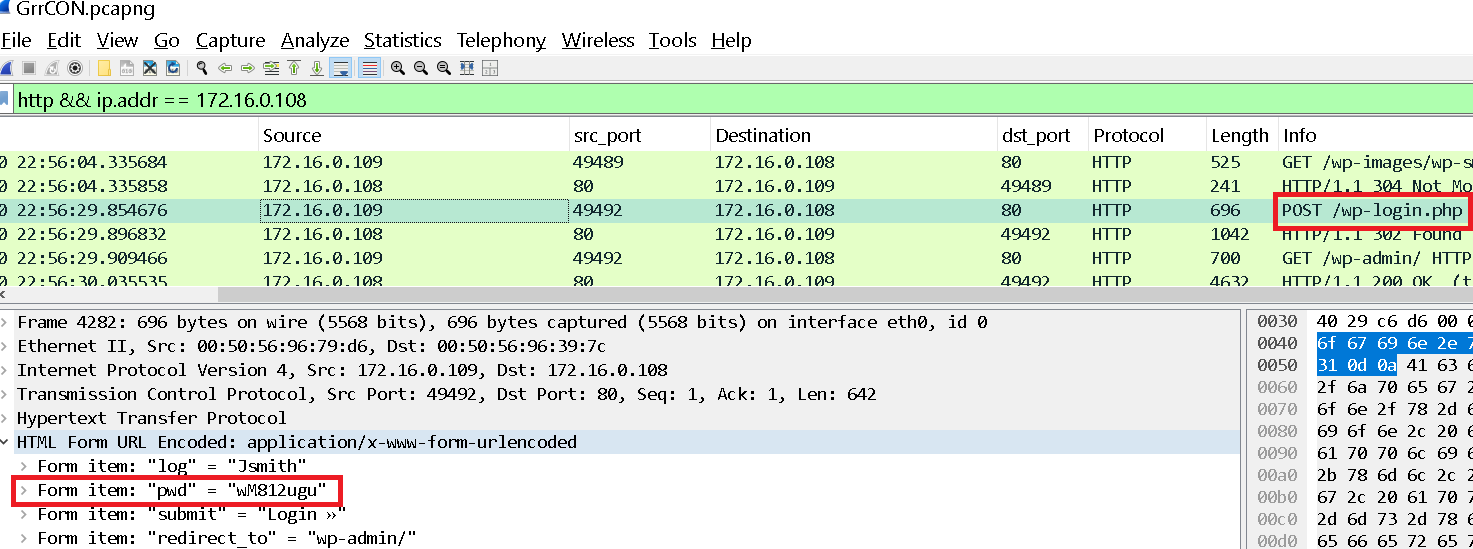 GrrCON.pcapng
File Edit View Go Capture Analyze Statistics Telephony Wireless Tools Help
http && ip.addr == 172.16.0.108
Source src_port Destination dst_port Protocol Length Info
0 22:56:04.335684 172.16.0.109 49489 172.16.0.108 80 HTTP 525 GET /wp-images/wp-s
0 22:56:04.335858 172.16.0.108 80 172.16.0.109 49489 HTTP 241 HTTP/1.1 304 Not Mo
0 22:56:29.854676 172.16.0.109 49492 172.16.0.108 80 HTTP 696 POST /wp-login.php
0 22:56:29.896832 172.16.0.108 80 172.16.0.109 49492 HTTP 1042 HTTP/1.1 302 Found
0 22:56:29.909466 172.16.0.109 49492 172.16.0.108 80 HTTP 700 GET /wp-admin/ HTTP
0 22:56:30.035535 172.16.0.108 80 172.16.0.109 49492 HTTP 4632 HTTP/1.1 200 OK (t
Frame 4282: 696 bytes on wire (5568 bits), 696 bytes captured (5568 bits) on interface eth0, id 0
Ethernet II, Src: 00:50:56:96:79:d6, Dst: 00:50:56:96:39:7c
Internet Protocol Version 4, Src: 172.16.0.109, Dst: 172.16.0.108
Transmission Control Protocol, Src Port: 49492, Dst Port: 80, Seq: 1, Ack: 1, Len: 642
Hypertext Transfer Protocol
HTML Form URL Encoded: application/x-www-form-urlencoded
Form item: "log" = "Jsmith"
Form item: "pwd" = "wM812ugu"
Form item: "submit" = "Login »"
Form item: "redirect_to" = "wp-admin/"
0030 40 29 c6 d6 00 0
0040 6f 67 69 6e 2e 7
0050 31 0d 0a 41 63 6
0060 2f 6a 70 65 67 2
0070 6f 6e 2f 78 2d 6
0080 69 6f 6e 2c 20 6
0090 61 70 70 6c 69 6
00a0 2b 78 6d 6c 2c 2
00b0 67 2c 20 61 70 7
00c0 2d 6d 73 2d 78 6
00d0 65 66 65 72 65 7